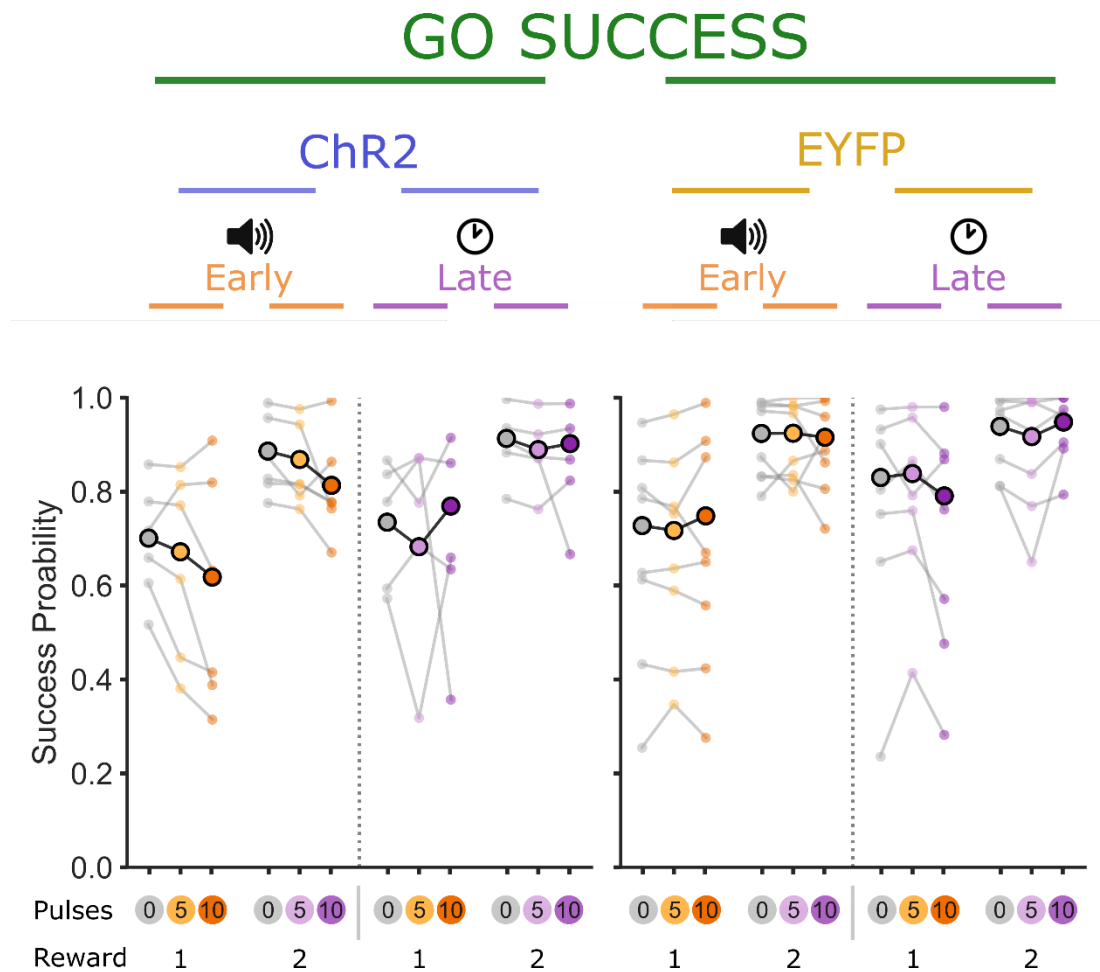 GO SUCCESS
ChR2 EYFP
Early Late Early Late
1.0
0.8
0.6
0.4
0.2
0.0
Success Proability
Pulses 0 5 10 0 5 10 0 5 10 0 5 10 0 5 10 0 5 10 0 5 10 0 5 10
Reward 1 2 1 2 1 2 1 2